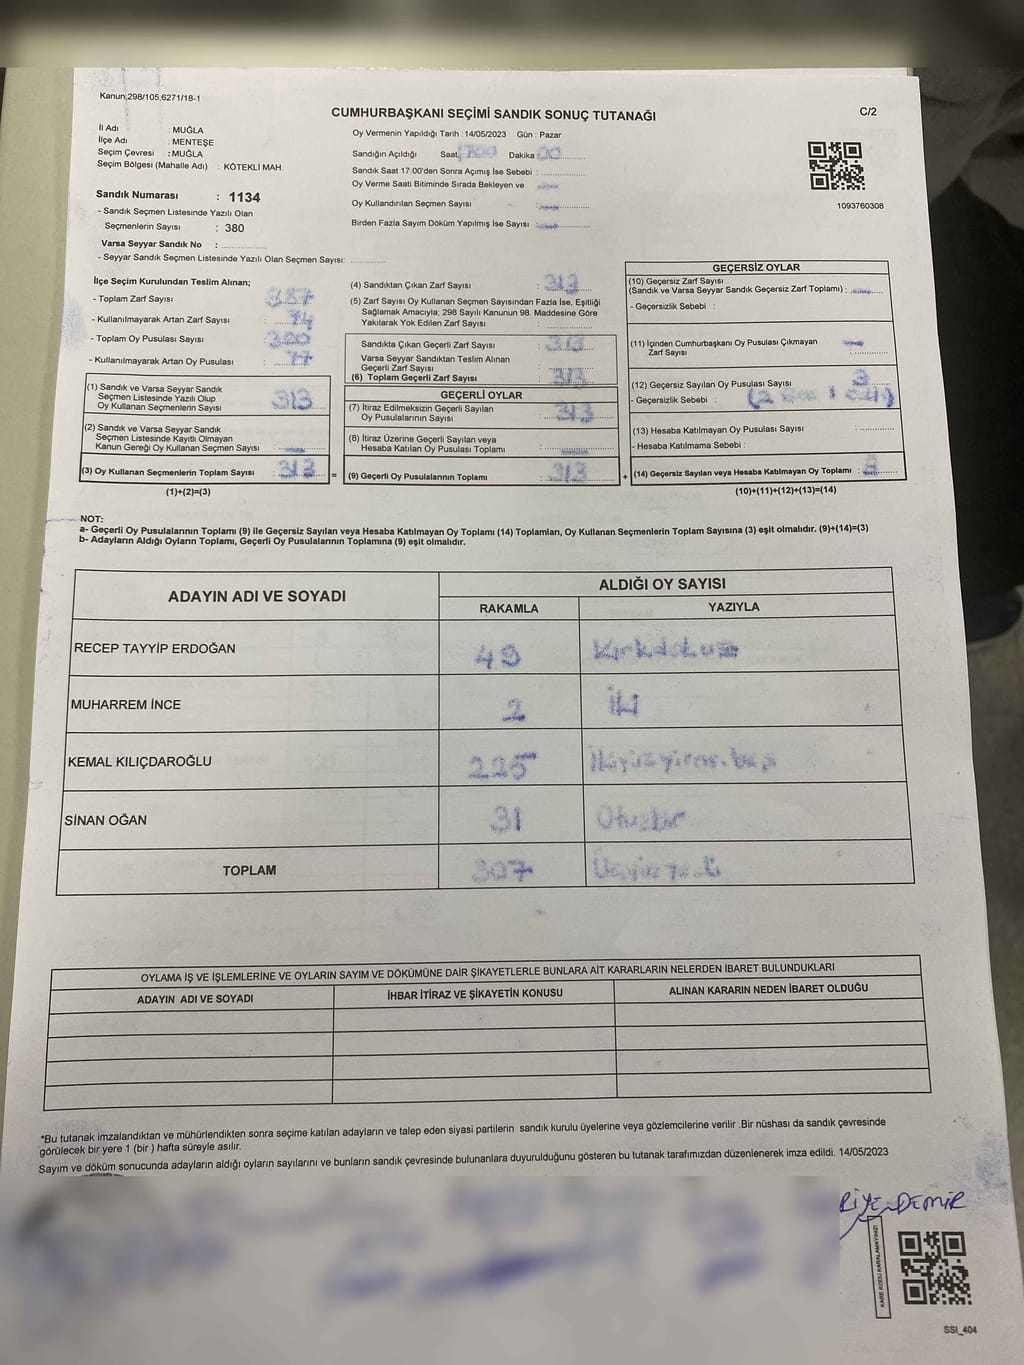 Kanun;298/105,6271/18-1
CUMHURBAŞKANI SEÇİMİ SANDIK SONUÇ TUTANAĞI
C/2
İl Adı : MUĞLA
İlçe Adı : MENTEŞE
Seçim Çevresi : MUĞLA
Seçim Bölgesi (Mahalle Adı) : KÖTEKLİ MAH.
Sandık Numarası : 1134
- Sandık Seçmen Listesinde Yazılı Olan
Seçmenlerin Sayısı : 380
Varsa Seyyar Sandık No :
- Seyyar Sandık Seçmen Listesinde Yazılı Olan Seçmen Sayısı:
Oy Vermenin Yapıldığı Tarih : 14/05/2023 Gün : Pazar
Sandığın Açıldığı Saat: 1700 Dakika: 00
Sandık Saat 17:00'den Sonra Açımış İse Sebebi :
Oy Verme Saati Bitiminde Sırada Bekleyen ve
Oy Kullandırılan Seçmen Sayısı :
Birden Fazla Sayım Döküm Yapılmış İse Sayısı :
1093760308
İlçe Seçim Kurulundan Teslim Alınan;
- Toplam Zarf Sayısı : 387
- Kullanılmayarak Artan Zarf Sayısı : 74
- Toplam Oy Pusulası Sayısı :
- Kullanılmayarak Artan Oy Pusulası : 77
(1) Sandık ve Varsa Seyyar Sandık
Seçmen Listesinde Yazılı Olup
Oy Kullanan Seçmenlerin Sayısı : 313
(2) Sandık ve Varsa Seyyar Sandık
Seçmen Listesinde Kayıtlı Olmayan
Kanun Gereği Oy Kullanan Seçmen Sayısı :
(3) Oy Kullanan Seçmenlerin Toplam Sayısı : 313 =
(1)+(2)=(3)
(4) Sandıktan Çıkan Zarf Sayısı : 313
(5) Zarf Sayısı Oy Kullanan Seçmen Sayısından Fazla İse, Eşitliği
Sağlamak Amacıyla; 298 Sayılı Kanunun 98. Maddesine Göre
Yakılarak Yok Edilen Zarf Sayısı :
Sandıkta Çıkan Geçerli Zarf Sayısı : 313
Varsa Seyyar Sandıktan Teslim Alınan
Geçerli Zarf Sayısı :
(6) Toplam Geçerli Zarf Sayısı : 313
GEÇERLİ OYLAR
(7) İtiraz Edilmeksizin Geçerli Sayılan
Oy Pusulalarının Sayısı : 313
(8) İtiraz Üzerine Geçerli Sayılan veya
Hesaba Katılan Oy Pusulaları Toplamı :
(9) Geçerli Oy Pusulalarının Toplamı : 313 +
GEÇERSİZ OYLAR
(10) Geçersiz Zarf Sayısı
(Sandık ve Varsa Seyyar Sandık Geçersiz Zarf Toplamı) :
- Geçersizlik Sebebi :
(11) İçinden Cumhurbaşkanı Oy Pusulası Çıkmayan
Zarf Sayısı :
(12) Geçersiz Sayılan Oy Pusulası Sayısı : 3
- Geçersizlik Sebebi :
(13) Hesaba Katılmayan Oy Pusulası Sayısı :
- Hesaba Katılmama Sebebi :
(14) Geçersiz Sayılan veya Hesaba Katılmayan Oy Toplamı : 3
(10)+(11)+(12)+(13)=(14)
NOT:
a- Geçerli Oy Pusulalarının Toplamı (9) ile Geçersiz Sayılan veya Hesaba Katılmayan Oy Toplamı (14) Toplamları, Oy Kullanan Seçmenlerin Toplam Sayısına (3) eşit olmalıdır. (9)+(14)=(3)
b- Adayların Aldığı Oyların Toplamı, Geçerli Oy Pusulalarının Toplamına (9) eşit olmalıdır.
ADAYIN ADI VE SOYADI
ALDIĞI OY SAYISI
RAKAMLA YAZIYLA
RECEP TAYYİP ERDOĞAN 49 Kırkdokuz
MUHARREM İNCE 2 İki
KEMAL KILIÇDAROĞLU 225 İkiyüzyirmi beş
SİNAN OĞAN 31 Otuzbir
TOPLAM 307 Üçyüz yedi
OYLAMA İŞ VE İŞLEMLERİNE VE OYLARIN SAYIM VE DÖKÜMÜNE DAİR ŞİKAYETLERLE BUNLARA AİT KARARLARIN NELERDEN İBARET BULUNDUKLARI
ADAYIN ADI VE SOYADI İHBAR İTİRAZ VE ŞİKAYETİN KONUSU ALINAN KARARIN NEDEN İBARET OLDUĞU
*Bu tutanak imzalandıktan ve mühürlendikten sonra seçime katılan adayların ve talep eden siyasi partilerin sandık kurulu üyelerine veya gözlemcilerine verilir .Bir nüshası da sandık çevresinde
görülecek bir yere 1 (bir ) hafta süreyle asılır.
Sayım ve döküm sonucunda adayların aldığı oyların sayılarını ve bunların sandık çevresinde bulunanlara duyurulduğunu gösteren bu tutanak tarafımızdan düzenlenerek imza edildi. 14/05/2023
DEMİR
KARE KODU KARALAMAYINIZ!
SSI_404